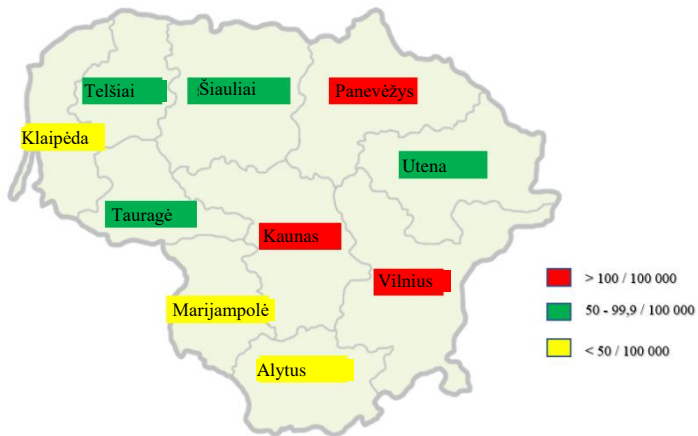 Telšiai
Šiauliai
Panevėžys
Klaipėda
Utena
Tauragė
Kaunas
Vilnius
Marijampolė
Alytus
> 100 / 100 000
50 - 99,9 / 100 000
< 50 / 100 000